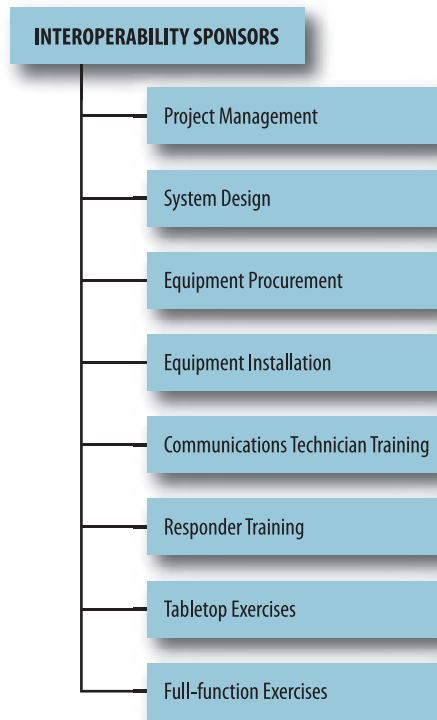 INTEROPERABILITY SPONSORS
Project Management
System Design
Equipment Procurement
Equipment Installation
Communications Technician Training
Responder Training
Tabletop Exercises
Full-function Exercises